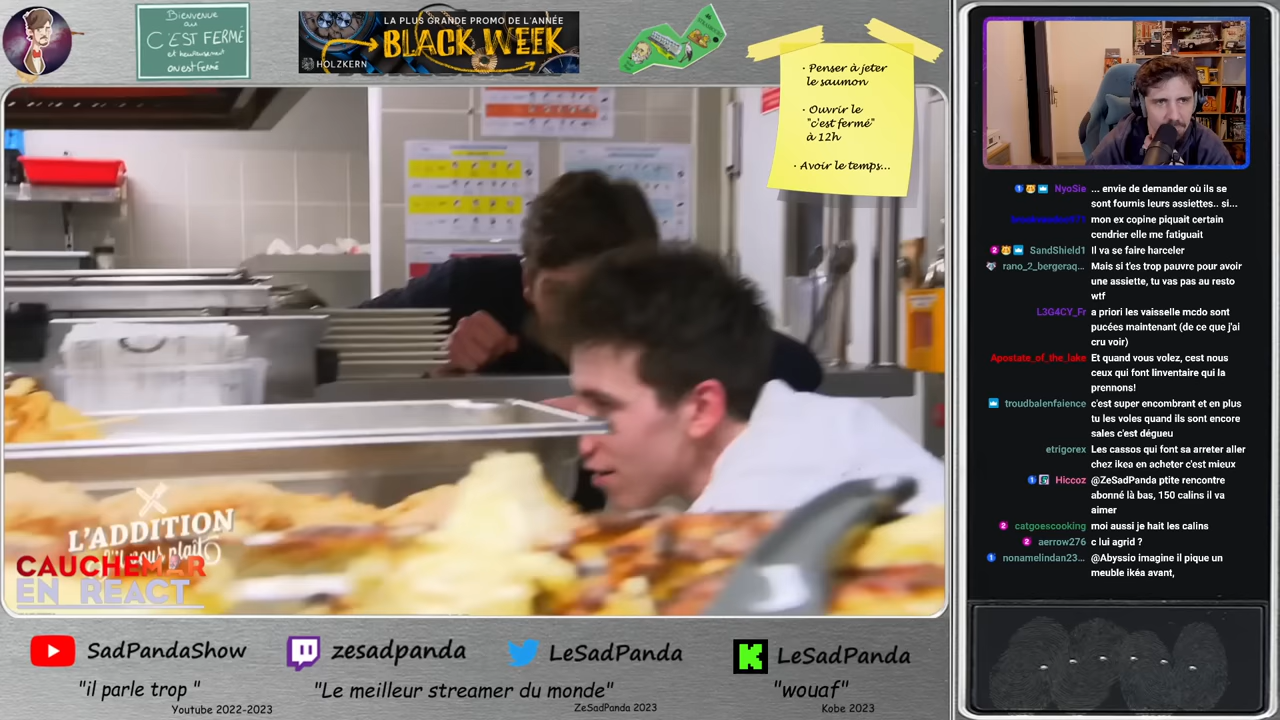 Bienvenue
au
C'EST FERMÉ
et heureusement
on est fermé
LA PLUS GRANDE PROMO DE L'ANNÉE
BLACK WEEK
HOLZKERN
· Penser à jeter
le saumon
· Ouvrir le
"c'est fermé"
à 12h
· Avoir le temps...
L'ADDITION
s'il vous plaît
CAUCHEMAR
EN REACT
SadPandaShow
"il parle trop "
Youtube 2022-2023
zesadpanda
"Le meilleur streamer du monde"
ZeSadPanda 2023
LeSadPanda
LeSadPanda
"wouaf"
Kobe 2023
NyoSie ... envie de demander où ils se
sont fournis leurs assiettes.. si...
mon ex copine piquait certain
cendrier elle me fatiguait
SandShield1 Il va se faire harceler
rano_2_bergeraq... Mais si t'es trop pauvre pour avoir
une assiette, tu vas pas au resto
wtf
L3G4CY_Fr a priori les vaisselle mcdo sont
pucées maintenant (de ce que j'ai
cru voir)
Apostate_of_the_lake Et quand vous volez, cest nous
ceux qui font linventaire qui la
prennons!
troudbalenfaience c'est super encombrant et en plus
tu les voles quand ils sont encore
sales c'est dégueu
etrigorex Les cassos qui font sa arreter aller
chez ikea en acheter c'est mieux
Hiccoz @ZeSadPanda ptite rencontre
abonné là bas, 150 calins il va
aimer
catgoescooking moi aussi je hait les calins
aerrow276 c lui agrid ?
nonamelindan23... @Abyssio imagine il pique un
meuble ikéa avant,